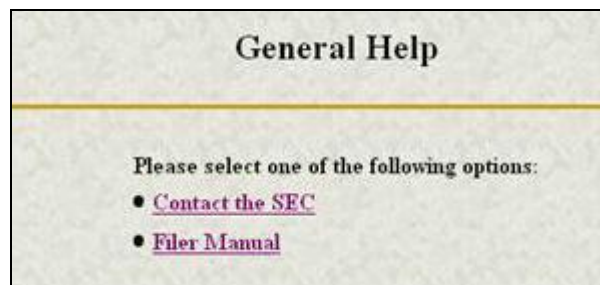 General Help
Please select one of the following options:
• Contact the SEC
• Filer Manual